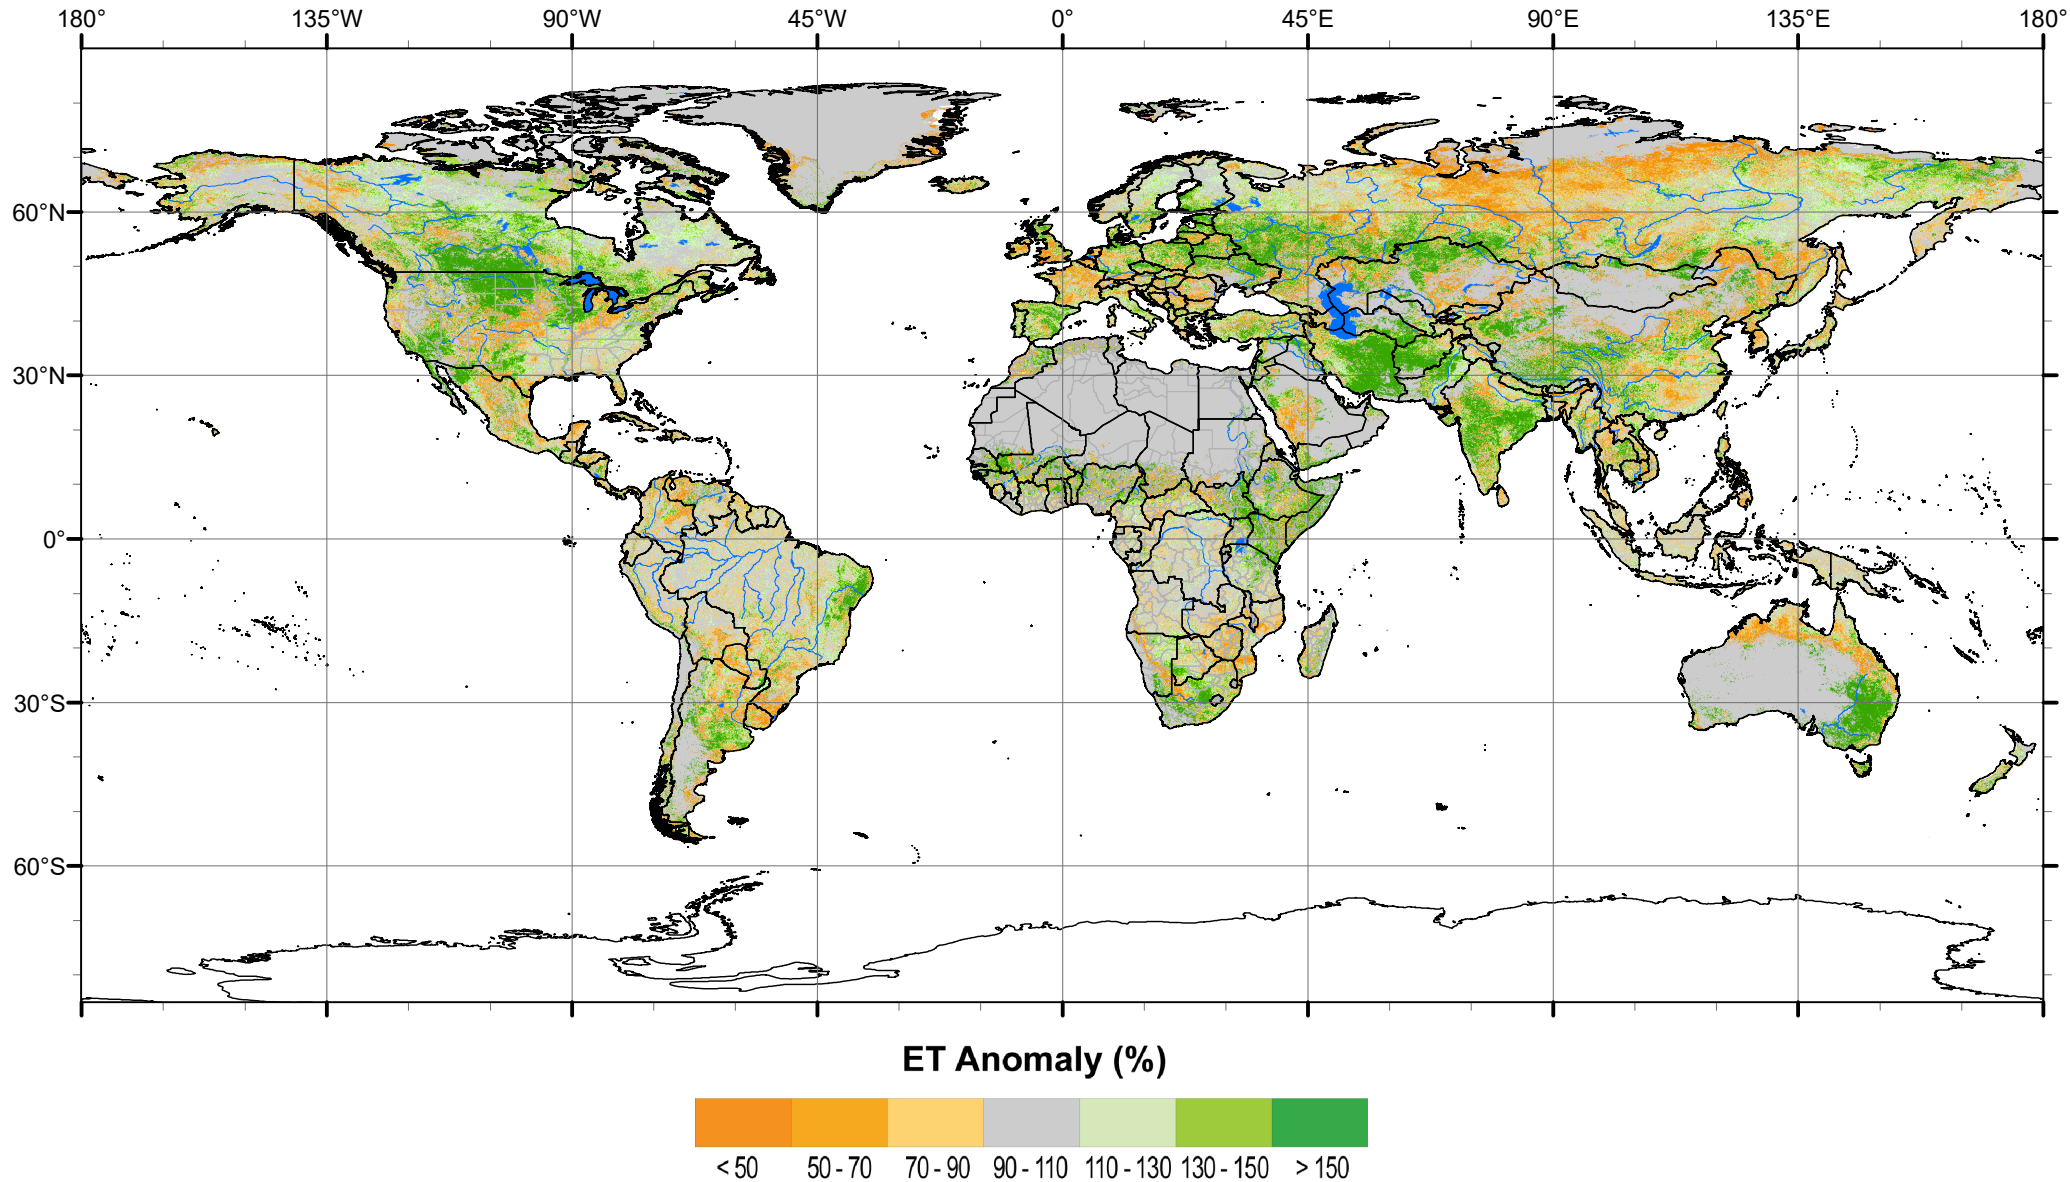 180° 135°W 90°W 45°W 0° 45°E 90°E 135°E 180°
60°N
30°N
0°
30°S
60°S
ET Anomaly (%)
< 50 50 - 70 70 - 90 90 - 110 110 - 130 130 - 150 > 150